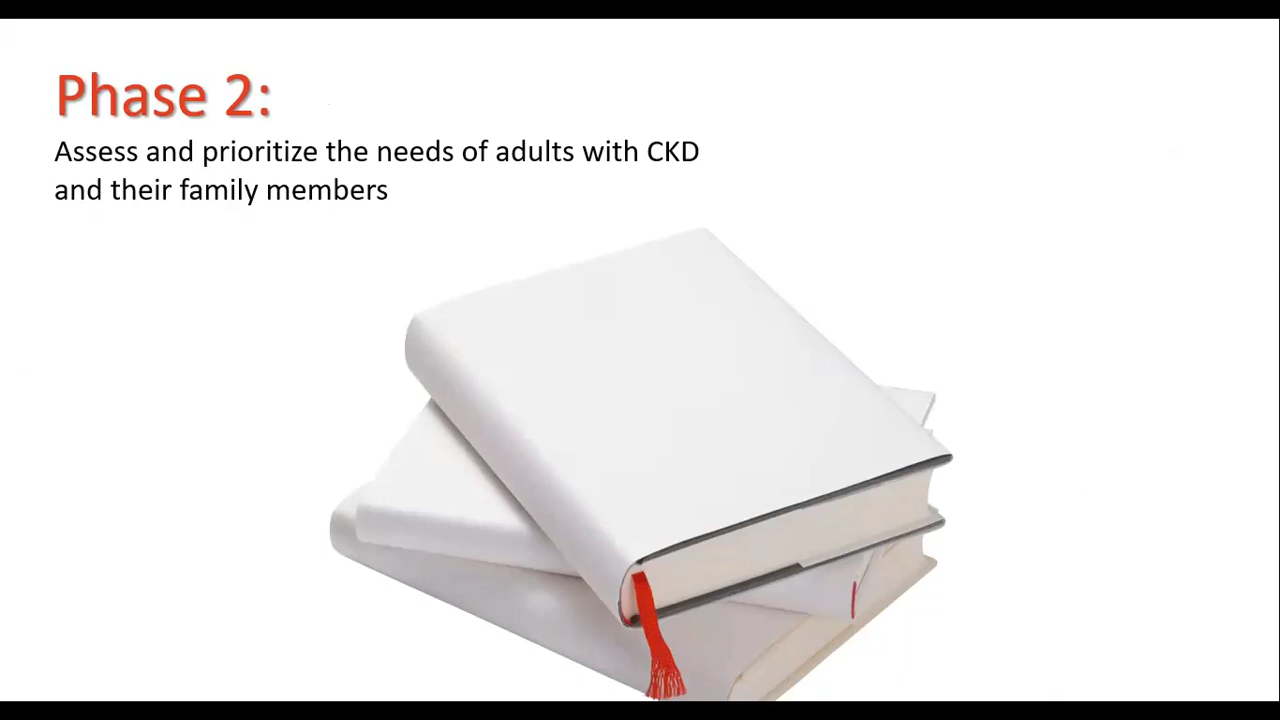 Phase 2:
Assess and prioritize the needs of adults with CKD
and their family members